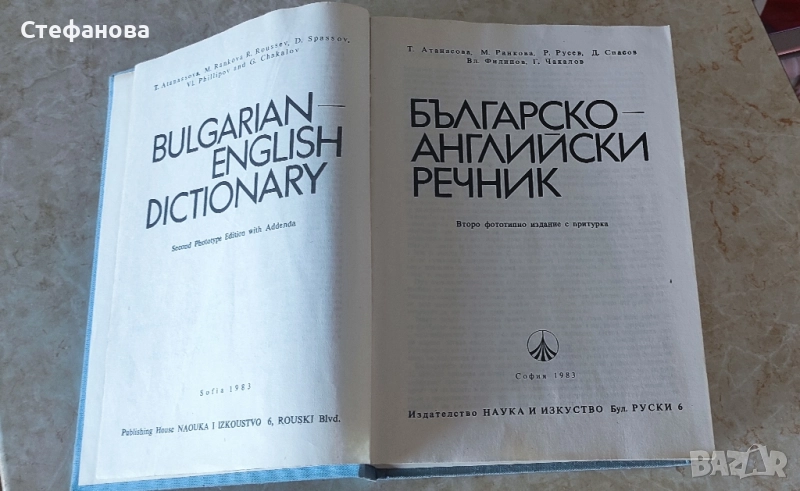 Стефанова
T. Atanassova, M. Rankova, R. Roussev, D. Spassov,
Vl. Phillipov and G. Chakalov
BULGARIAN—
ENGLISH
DICTIONARY
Second Phototype Edition with Addenda
Sofia 1983
Publishing House NAOUKA I IZKOUSTVO 6, ROUSKI Blvd.
Т. Атанасова, М. Ранкова, Р. Русев, Д. Спасов
Вл. Филипов, Г. Чакалов
БЪЛГАРСКО—
АНГЛИЙСКИ
РЕЧНИК
Второ фототипно издание с притурка
София 1983
Издателство НАУКА И ИЗКУСТВО Бул. РУСКИ 6
BAZAR